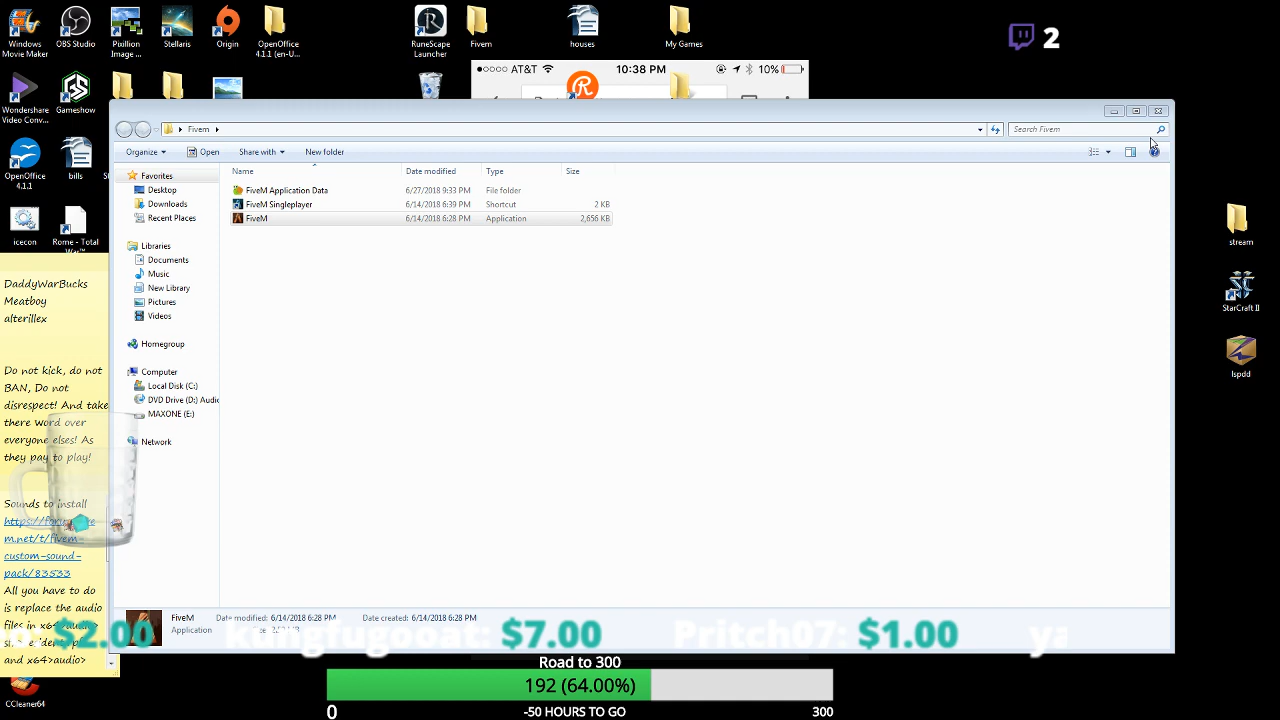 Windows
Movie Maker
OBS Studio
Pixillion
Image ...
Stellaris
Origin
OpenOffice
4.1.1 (en-U...
RuneScape
Launcher
Fivem
houses
My Games
2
Wondershare
Video Conv...
Gameshow
●○○○○ AT&T
10:38 PM
10%
Fivem
Search Fivem
Organize
Open
Share with
New folder
Name
Date modified
Type
Size
Favorites
Desktop
Downloads
Recent Places
Libraries
Documents
Music
New Library
Pictures
Videos
Homegroup
Computer
Local Disk (C:)
DVD Drive (D:) Audio
MAXONE (E:)
Network
FiveM Application Data 6/27/2018 9:33 PM File folder
FiveM Singleplayer 6/14/2018 6:39 PM Shortcut 2 KB
FiveM 6/14/2018 6:28 PM Application 2,656 KB
OpenOffice
4.1.1
bills
icecon
Rome - Total
stream
StarCraft II
lspdd
DaddyWarBucks
Meatboy
alterillex
Do not kick, do not
BAN, Do not
disrespect! And take
there word over
everyone elses! As
they pay to play!
Sounds to install
m.net/t/fivem-
custom-sound-
pack/83533
All you have to do
is replace the audio
files in x64>audio>
and x64>audio>
FiveM
Date modified: 6/14/2018 6:28 PM
Date created: 6/14/2018 6:28 PM
Application
$2.00
kungfugooat: $7.00
Pritch07: $1.00
ya
Road to 300
192 (64.00%)
0
-50 HOURS TO GO
300
CCleaner64